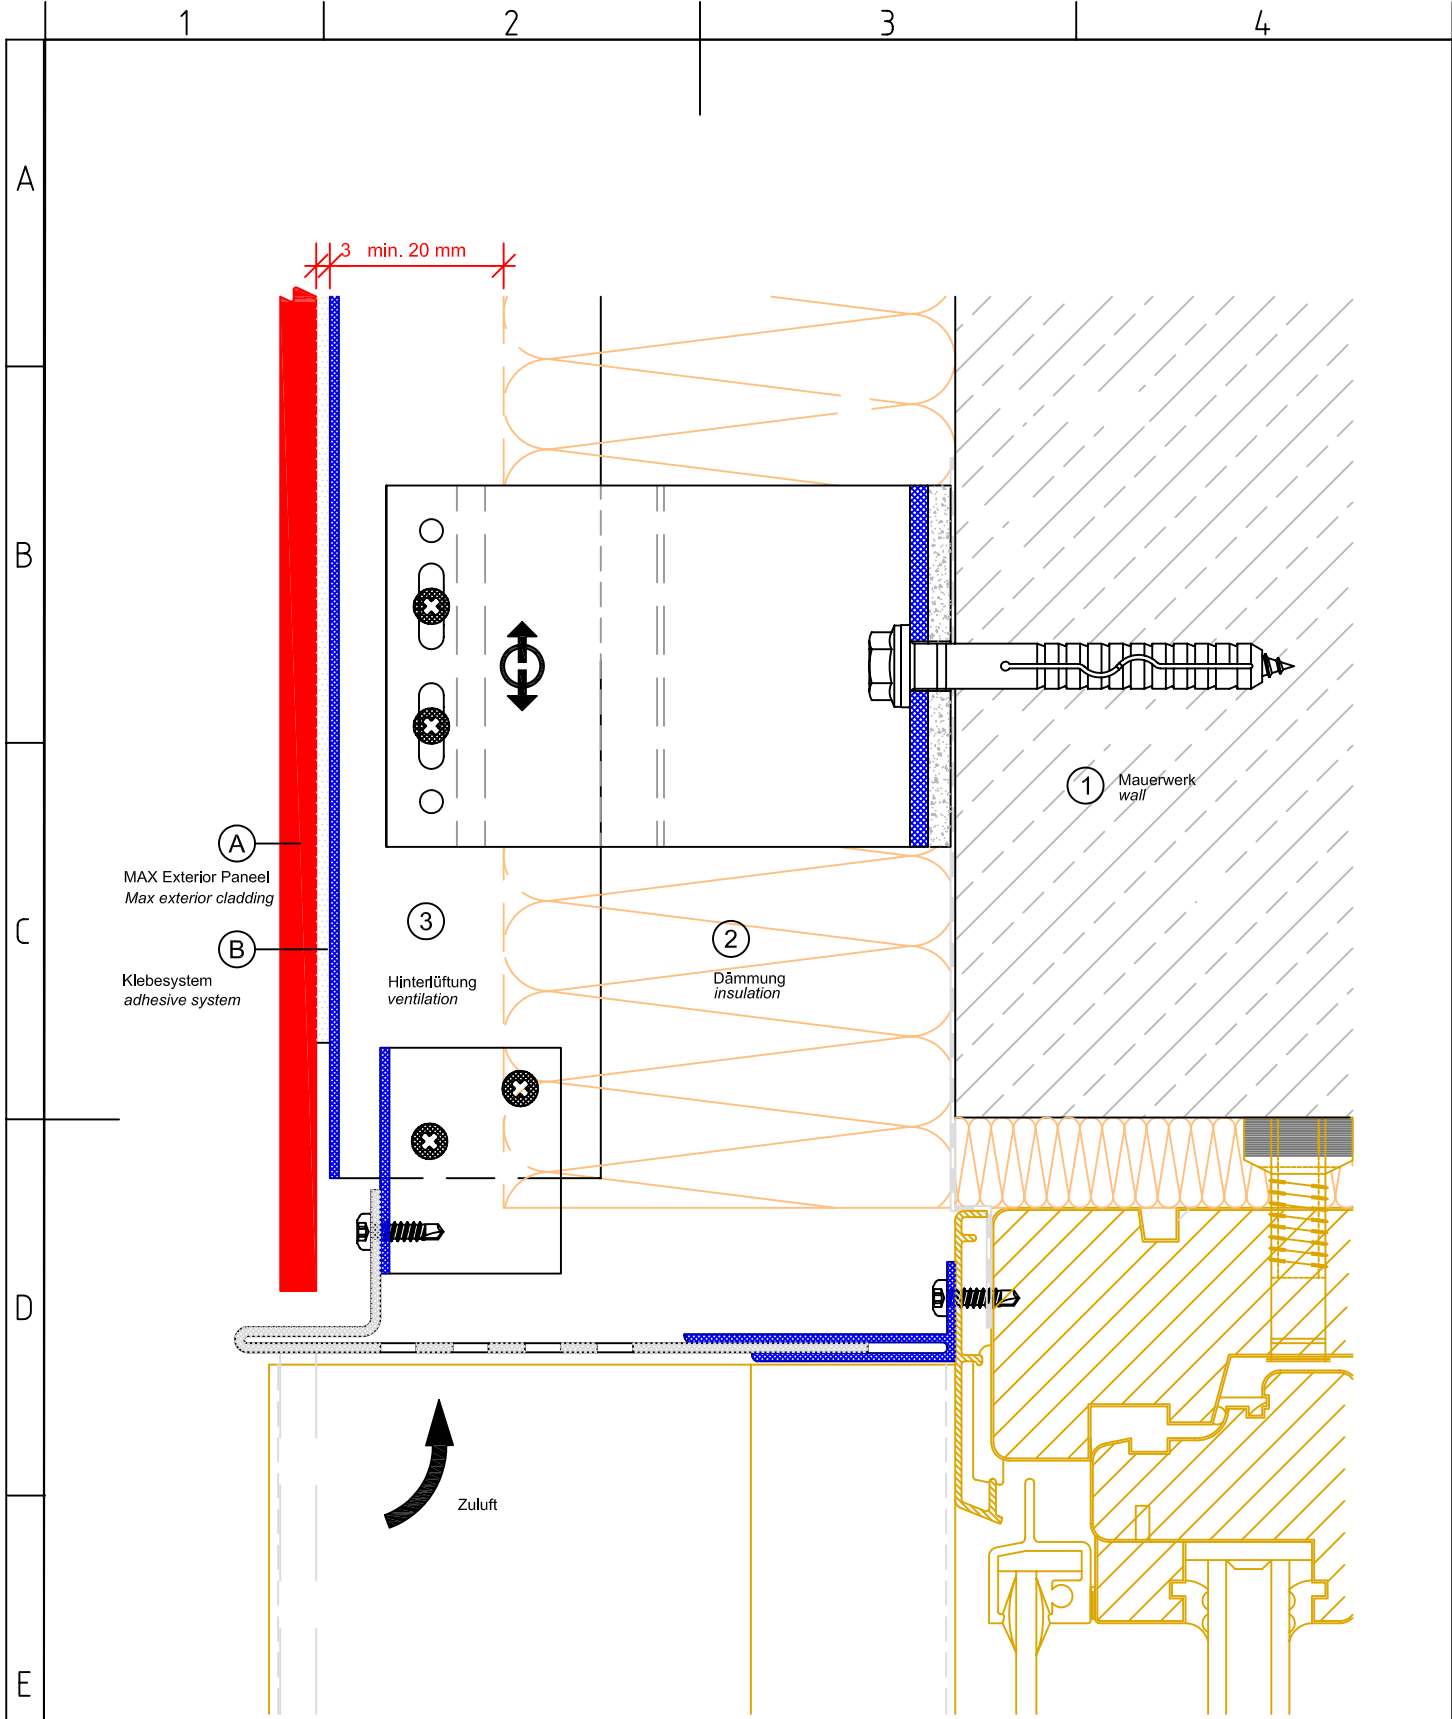 1 2 3 4
A
3 min. 20 mm
B
1 Mauerwerk
wall
A
MAX Exterior Paneel
Max exterior cladding
C
3
2
B
Klebesystem
adhesive system
Hinterlüftung
ventilation
Dämmung
insulation
D
Zuluft
E